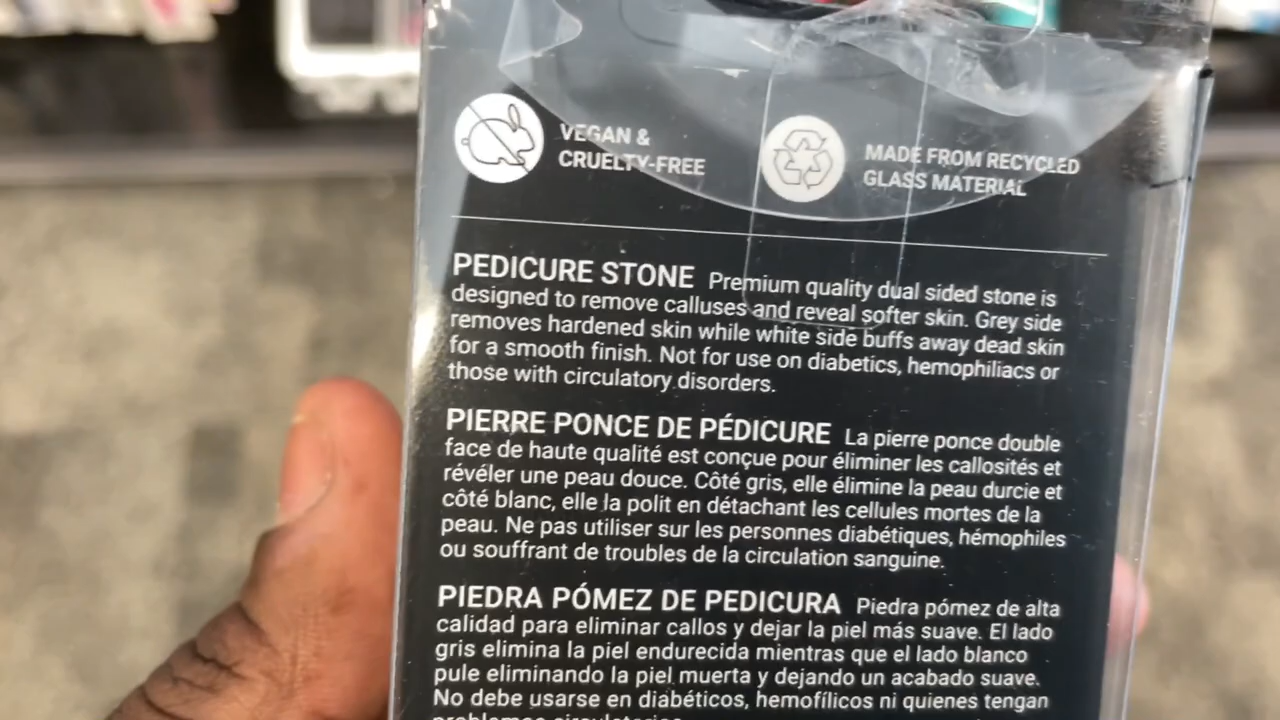 VEGAN &
CRUELTY-FREE
MADE FROM RECYCLED
GLASS MATERIAL
PEDICURE STONE Premium quality dual sided stone is
designed to remove calluses and reveal softer skin. Grey side
removes hardened skin while white side buffs away dead skin
for a smooth finish. Not for use on diabetics, hemophiliacs or
those with circulatory disorders.
PIERRE PONCE DE PÉDICURE La pierre ponce double
face de haute qualité est conçue pour éliminer les callosités et
révéler une peau douce. Côté gris, elle élimine la peau durcie et
côté blanc, elle la polit en détachant les cellules mortes de la
peau. Ne pas utiliser sur les personnes diabétiques, hémophiles
ou souffrant de troubles de la circulation sanguine.
PIEDRA PÓMEZ DE PEDICURA Piedra pómez de alta
calidad para eliminar callos y dejar la piel más suave. El lado
gris elimina la piel endurecida mientras que el lado blanco
pule eliminando la piel muerta y dejando un acabado suave.
No debe usarse en diabéticos, hemofílicos ni quienes tengan